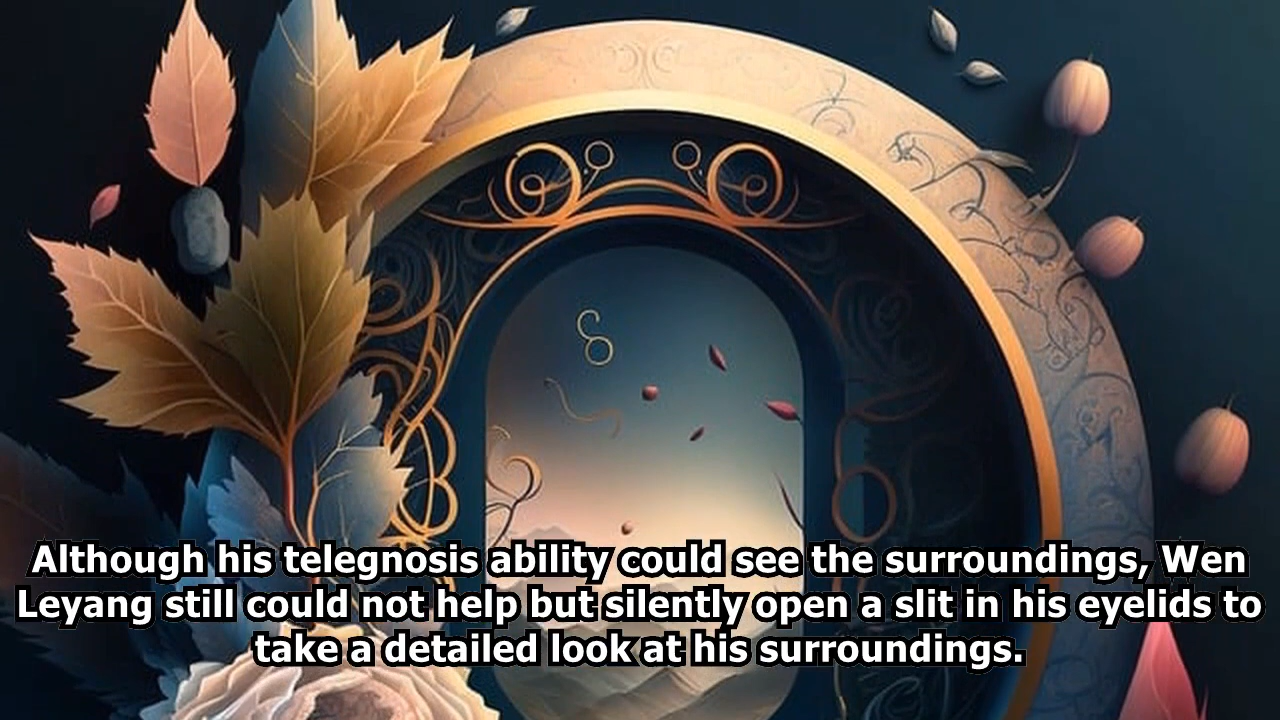 Although his telegnosis ability could see the surroundings, Wen
Leyang still could not help but silently open a slit in his eyelids to
take a detailed look at his surroundings.